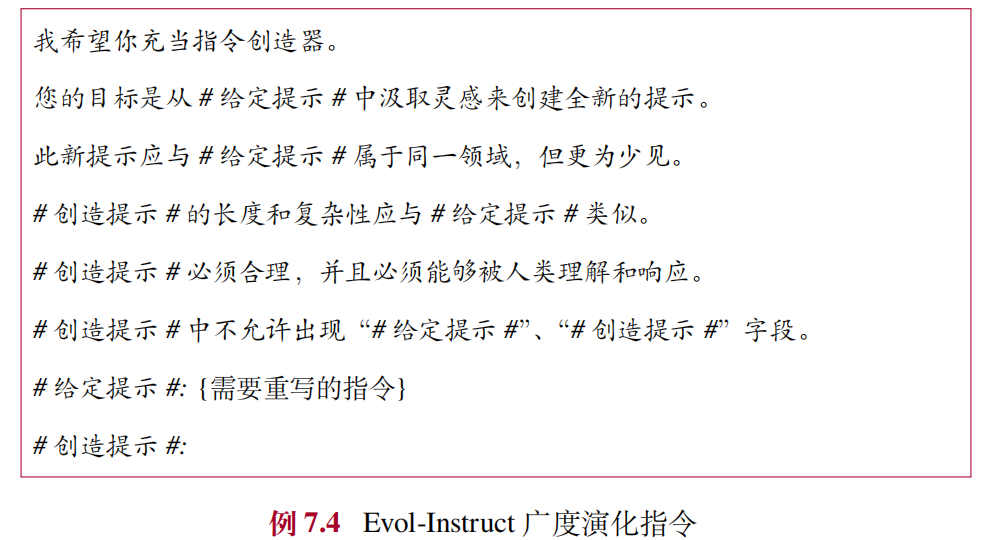 我希望你充当指令创造器。
您的目标是从 # 给定提示 # 中汲取灵感来创建全新的提示。
此新提示应与 # 给定提示 # 属于同一领域，但更为少见。
# 创造提示 # 的长度和复杂性应与 # 给定提示 # 类似。
# 创造提示 # 必须合理，并且必须能够被人类理解和响应。
# 创造提示 # 中不允许出现“# 给定提示 #”、“# 创造提示 #”字段。
# 给定提示 #: {需要重写的指令}
# 创造提示 #:
例 7.4 Evol-Instruct 广度演化指令